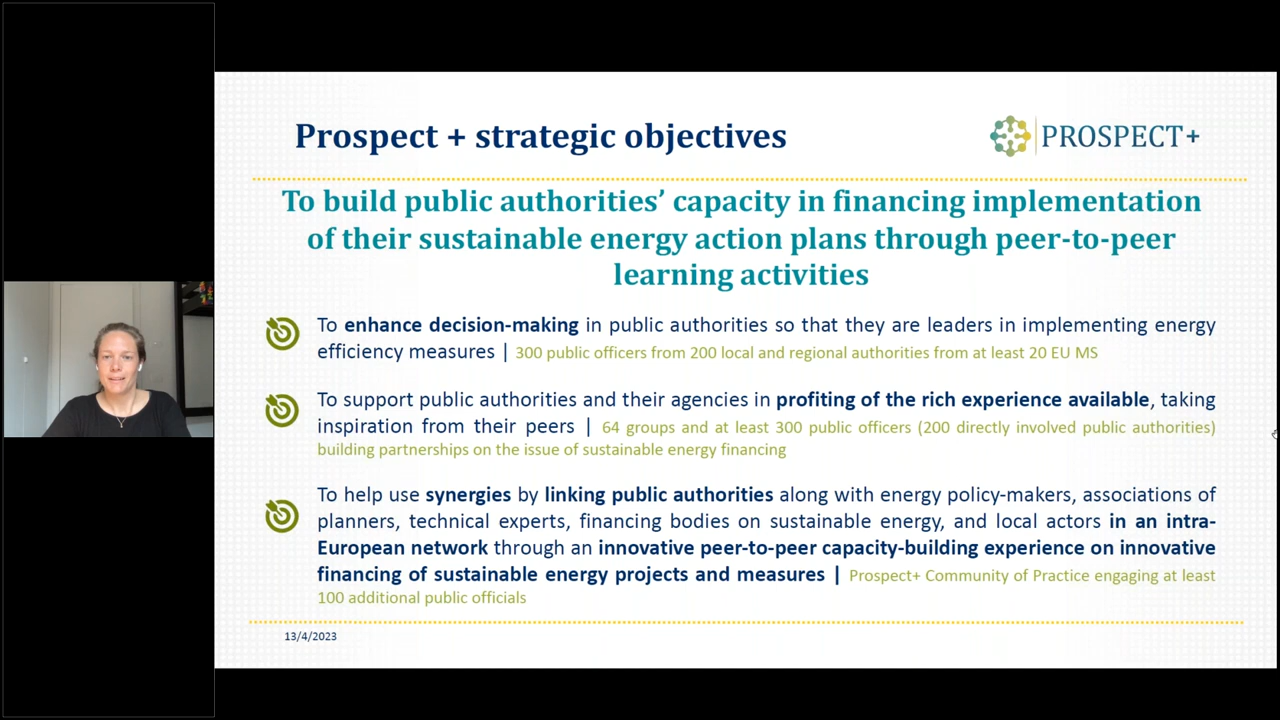 Prospect + strategic objectives
PROSPECT+
To build public authorities’ capacity in financing implementation
of their sustainable energy action plans through peer-to-peer
learning activities
To enhance decision-making in public authorities so that they are leaders in implementing energy
efficiency measures | 300 public officers from 200 local and regional authorities from at least 20 EU MS
To support public authorities and their agencies in profiting of the rich experience available, taking
inspiration from their peers | 64 groups and at least 300 public officers (200 directly involved public authorities)
building partnerships on the issue of sustainable energy financing
To help use synergies by linking public authorities along with energy policy-makers, associations of
planners, technical experts, financing bodies on sustainable energy, and local actors in an intra-
European network through an innovative peer-to-peer capacity-building experience on innovative
financing of sustainable energy projects and measures | Prospect+ Community of Practice engaging at least
100 additional public officials
13/4/2023